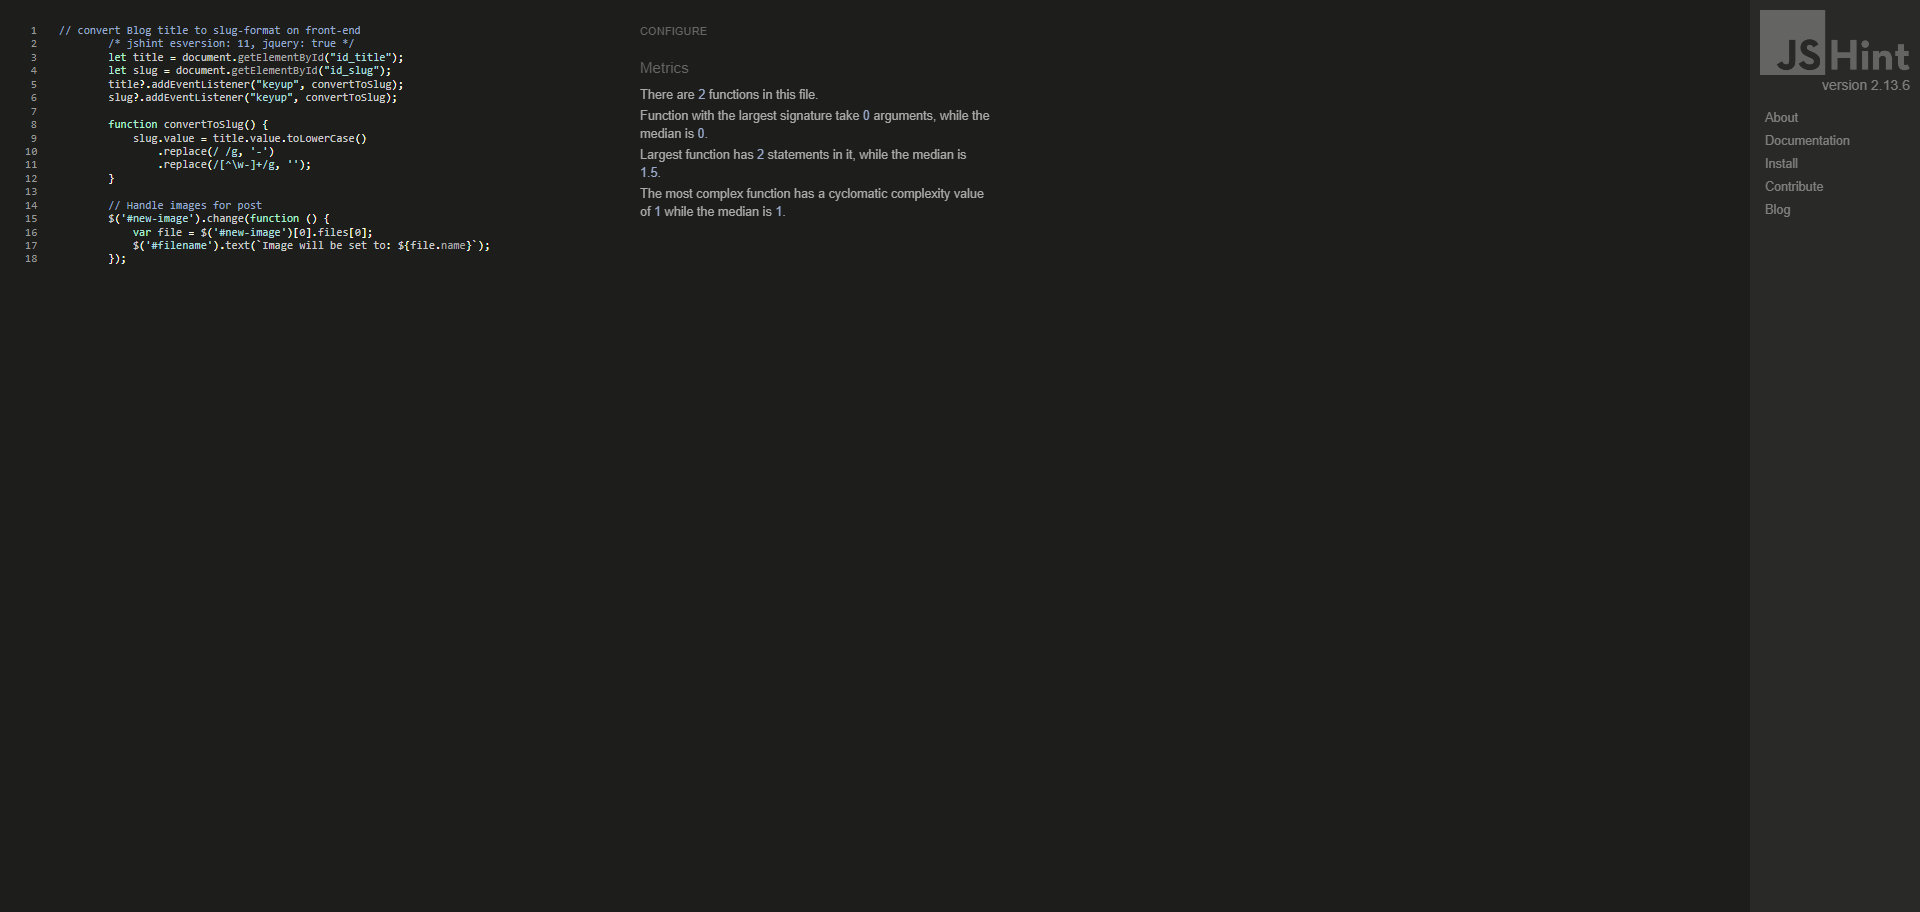 1 // convert Blog title to slug-format on front-end
2 /* jshint esversion: 11, jquery: true */
3 let title = document.getElementById("id_title");
4 let slug = document.getElementById("id_slug");
5 title?.addEventListener("keyup", convertToSlug);
6 slug?.addEventListener("keyup", convertToSlug);
7
8 function convertToSlug() {
9 slug.value = title.value.toLowerCase()
10 .replace(/ /g, '-')
11 .replace(/[^\w-]+/g, '');
12 }
13
14 // Handle images for post
15 $('#new-image').change(function () {
16 var file = $('#new-image')[0].files[0];
17 $('#filename').text(`Image will be set to: ${file.name}`);
18 });
CONFIGURE
Metrics
There are 2 functions in this file.
Function with the largest signature take 0 arguments, while the
median is 0.
Largest function has 2 statements in it, while the median is
1.5.
The most complex function has a cyclomatic complexity value
of 1 while the median is 1.
JSHint
version 2.13.6
About
Documentation
Install
Contribute
Blog